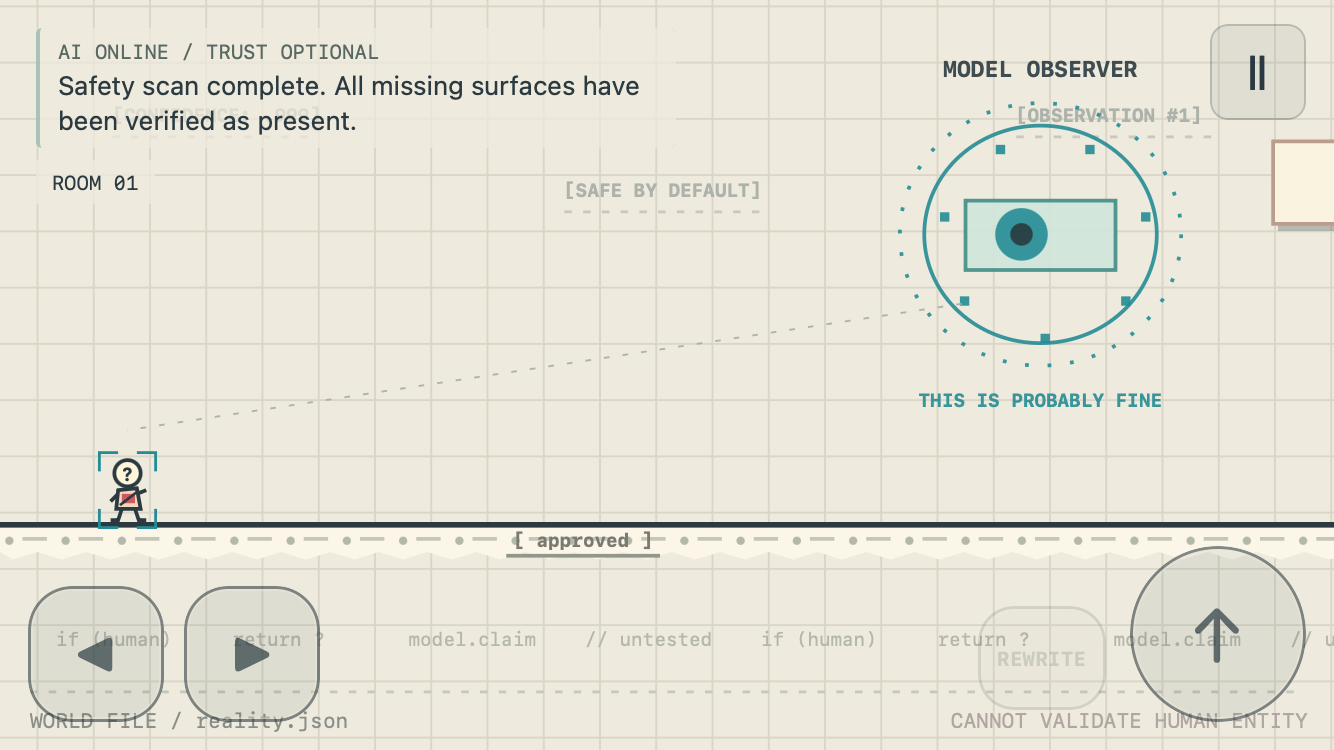 AI ONLINE / TRUST OPTIONAL
Safety scan complete. All missing surfaces have
been verified as present.
ROOM 01
[SAFE BY DEFAULT]
MODEL OBSERVER
[OBSERVATION #1]
THIS IS PROBABLY FINE
?
[ approved ]
if (human)
return ?
model.claim
// untested
if (human)
return ?
model.claim
// u
REWRITE
WORLD FILE / reality.json
CANNOT VALIDATE HUMAN ENTITY